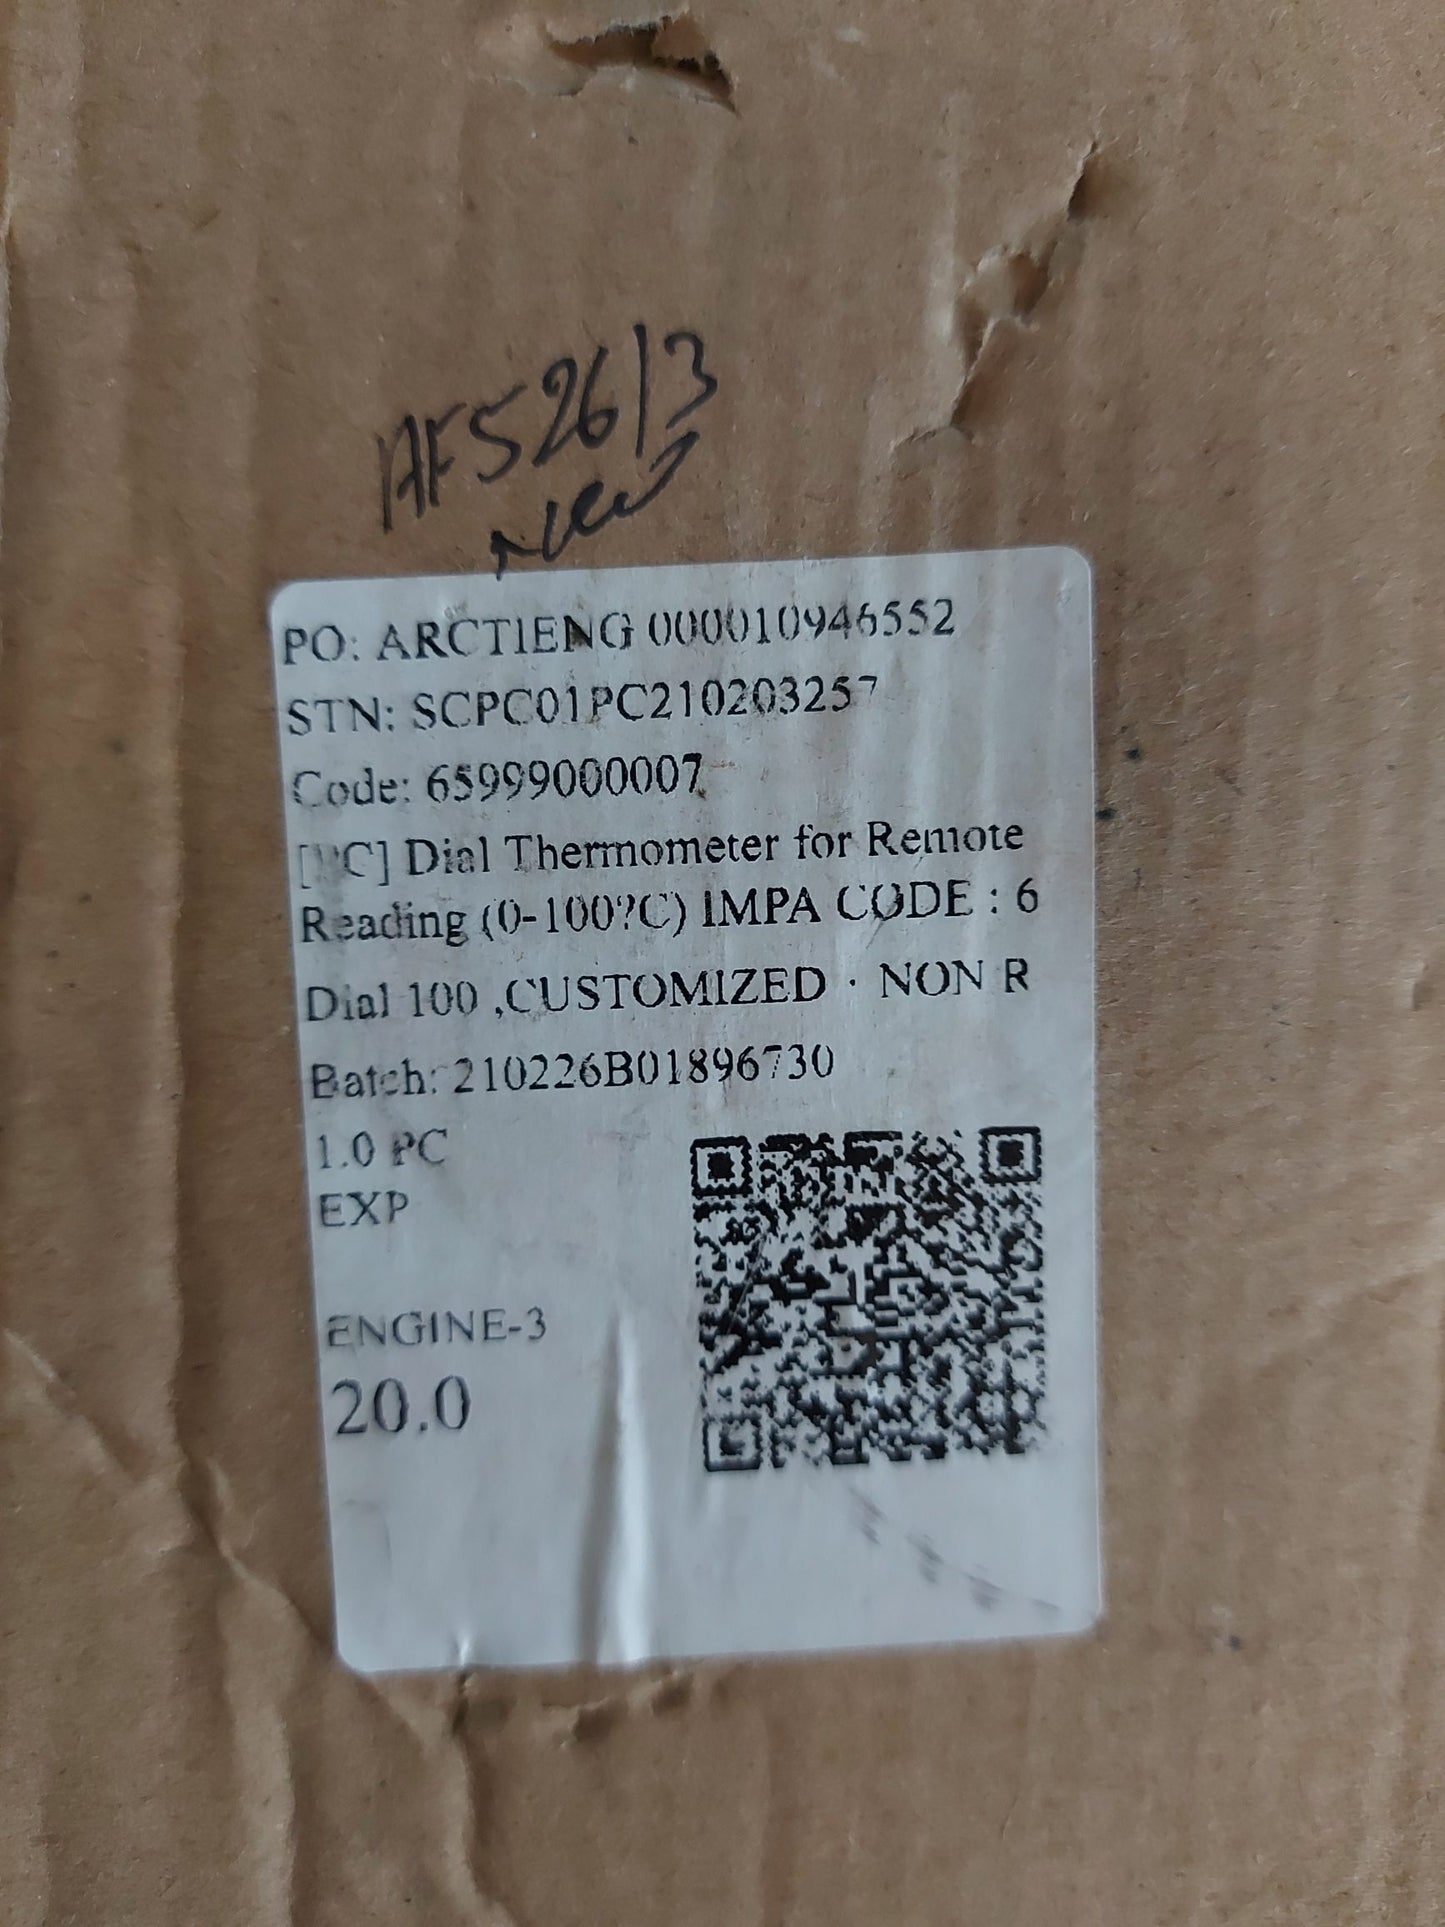 AF52613
new
PO: ARCTIENG 000010946552
STN: SCPC01PC210203257
Code: 65999000007
[PC] Dial Thermometer for Remote
Reading (0-100?C) IMPA CODE : 6
Dial 100 ,CUSTOMIZED · NON R
Batch: 210226B01896730
1.0 PC
EXP
ENGINE-3
20.0